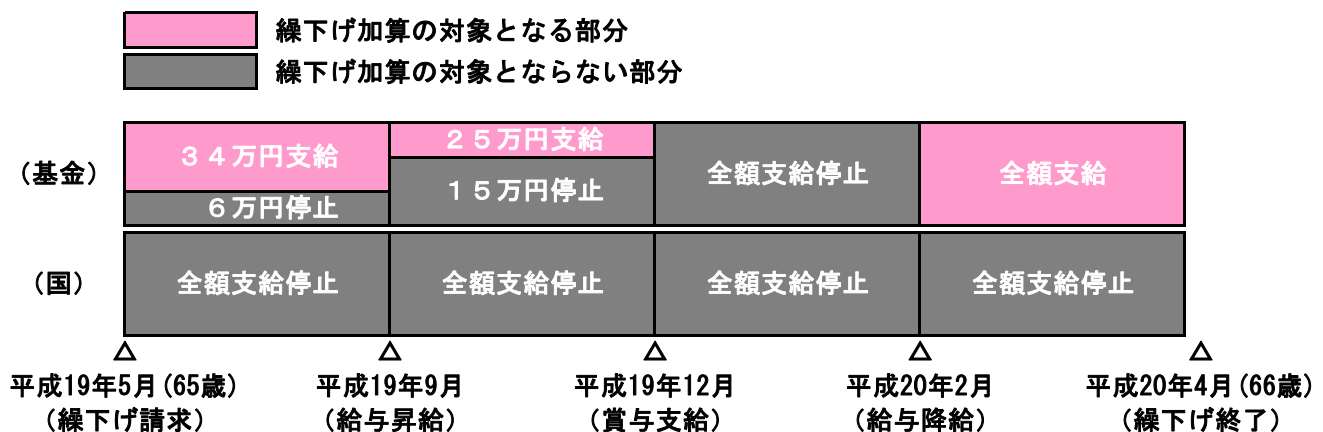 繰下げ加算の対象となる部分
繰下げ加算の対象とならない部分
（基金）
３４万円支給
６万円停止
２５万円支給
１５万円停止
全額支給停止
全額支給
（国）
全額支給停止
全額支給停止
全額支給停止
全額支給停止
平成19年5月(65歳)
（繰下げ請求）
平成19年9月
（給与昇給）
平成19年12月
（賞与支給）
平成20年2月
（給与降給）
平成20年4月(66歳)
（繰下げ終了）